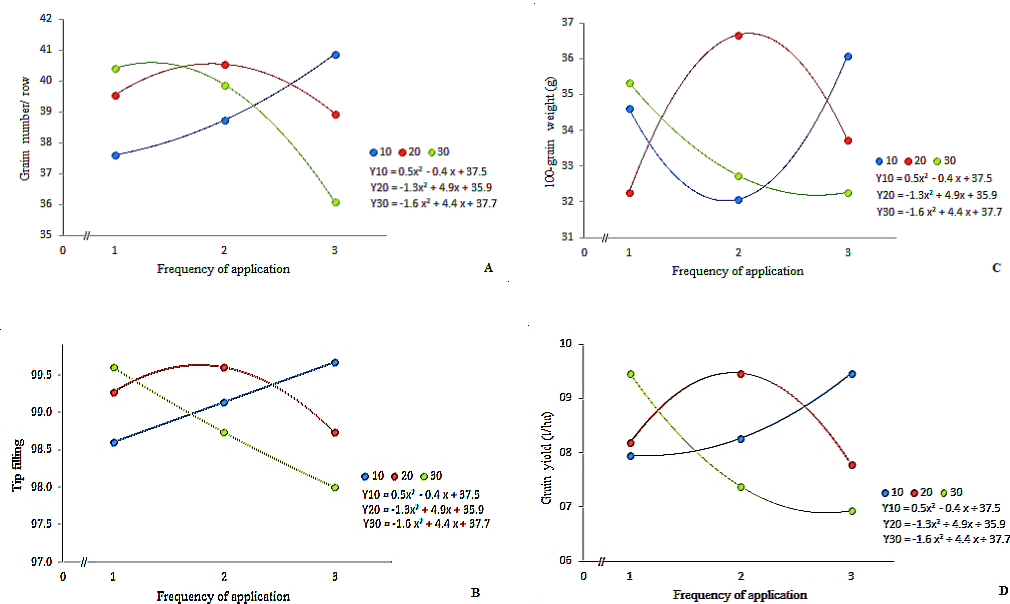 42
41
40
39
38
37
36
35
Graim number/ row
0
1
2
3
Frequency of application
A
10 20 30
Y10 = 0.5x² - 0.4 x + 37.5
Y20 = -1.3x² + 4.9x + 35.9
Y30 = -1.6 x² + 4.4 x + 37.7
37
36
35
34
33
32
31
100-grain weight (g)
0
1
2
3
Frequency of application
C
10 20 30
Y10 = 0.5x² - 0.4 x + 37.5
Y20 = -1.3x² + 4.9x + 35.9
Y30 = -1.6 x² + 4.4 x + 37.7
99.5
99.0
98.5
98.0
97.5
97.0
Tip filling
0
1
2
3
Frequency of application
B
10 20 30
Y10 = 0.5x² - 0.4 x + 37.5
Y20 = -1.3x² + 4.9x + 35.9
Y30 = -1.6 x² + 4.4 x + 37.7
10
09
08
07
06
Gruin yield (l/hu)
0
1
2
3
Frequency of application
D
10 20 30
Y10 = 0.5x² - 0.4 x ÷ 37.5
Y20 = -1.3x² ÷ 4.9x ÷ 35.9
Y30 = -1.6 x² ÷ 4.4 x ÷ 37.7